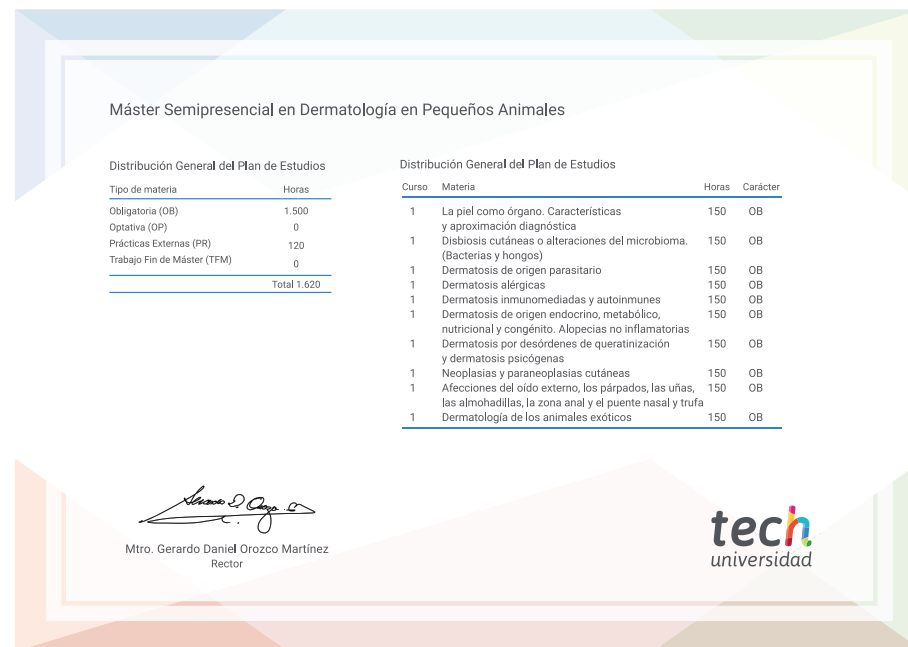 Máster Semipresencial en Dermatología en Pequeños Animales
Distribución General del Plan de Estudios
Tipo de materia Horas
Obligatoria (OB) 1.500
Optativa (OP) 0
Prácticas Externas (PR) 120
Trabajo Fin de Máster (TFM) 0
Total 1.620
Distribución General del Plan de Estudios
Curso Materia Horas Carácter
1 La piel como órgano. Características 150 OB
y aproximación diagnóstica
1 Disbiosis cutáneas o alteraciones del microbioma. 150 OB
(Bacterias y hongos)
1 Dermatosis de origen parasitario 150 OB
1 Dermatosis alérgicas 150 OB
1 Dermatosis inmunomediadas y autoinmunes 150 OB
1 Dermatosis de origen endocrino, metabólico, 150 OB
nutricional y congénito. Alopecias no inflamatorias
1 Dermatosis por desórdenes de queratinización 150 OB
y dermatosis psicógenas
1 Neoplasias y paraneoplasias cutáneas 150 OB
1 Afecciones del oído externo, los párpados, las uñas, 150 OB
las almohadillas, la zona anal y el puente nasal y trufa
1 Dermatología de los animales exóticos 150 OB
Mtro. Gerardo Daniel Orozco Martínez
Rector
tech
universidad